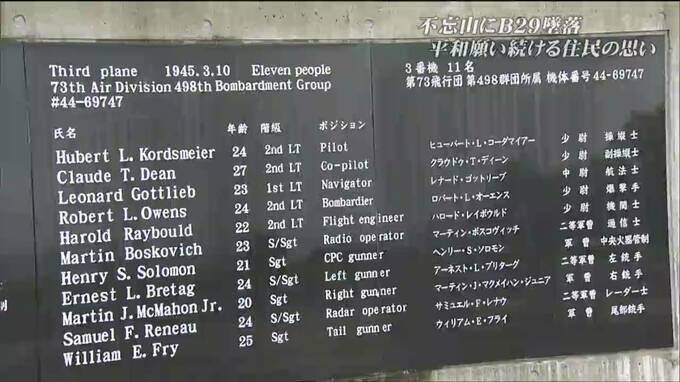 不忘山にB29墜落
平和願い続ける住民の思い
Third plane 1945.3.10 Eleven people
73th Air Division 498th Bombardment Group
#44-69747
3番機 11名
第73飛行団 第498群団所属 機体番号 44-69747
氏名 年齢 階級 ポジション
Hubert L. Kordsmeier 24 2nd LT Pilot ヒューバート・L・コーダマイアー 少尉 操縦士
Claude T. Dean 27 2nd LT Co-pilot クラウドゥ・T・ディーン 少尉 副操縦士
Leonard Gottlieb 23 1st LT Navigator レナード・ゴットリーブ 中尉 航法士
Robert L. Owens 24 2nd LT Bombardier ロバート・L・オーエンス 少尉 爆撃手
Harold Raybould 22 2nd LT Flight engineer ハロード・レイボウルド 少尉 機関士
Martin Boskovich 23 S/Sgt Radio operator マーティン・ボスコヴィッチ 二等軍曹 通信士
Henry S. Solomon 21 Sgt CPC gunner ヘンリー・S・ソロモン 軍曹 中央火器管制
Ernest L. Bretag 24 S/Sgt Left gunner アーネスト・L・ブリターグ 二等軍曹 左銃手
Martin J. McMahon Jr. 20 Sgt Right gunner マーティン・J・マクメイハン・ジュニア 軍曹 右銃手
Samuel F. Reneau 24 S/Sgt Radar operator サミュエル・F・レナウ 二等軍曹 レーダー士
William E. Fry 25 Sgt Tail gunner ウィリアム・E・フライ 軍曹 尾部銃手